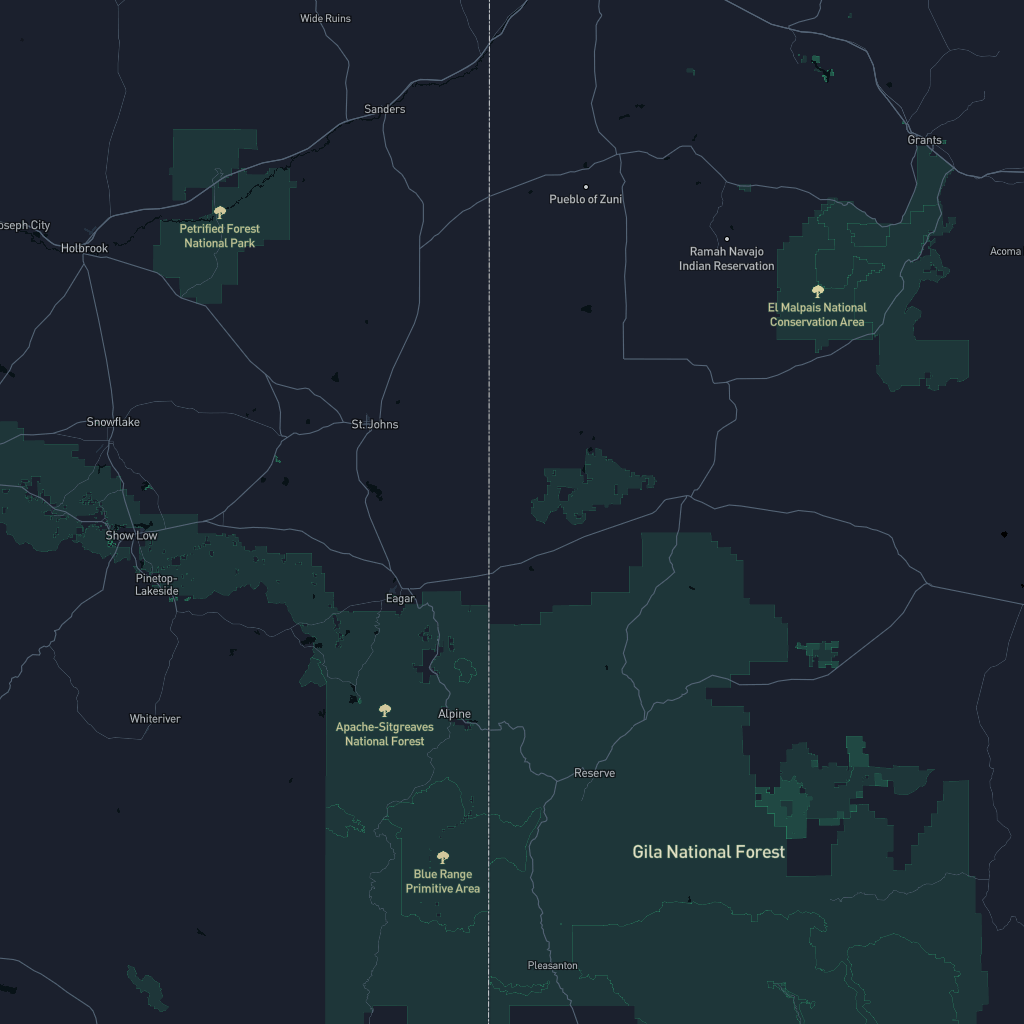 Wide Ruins
Sanders
Grants
Pueblo of Zuni
Petrified Forest
National Park
oseph City
Holbrook
Ramah Navajo
Indian Reservation
Acoma
El Malpais National
Conservation Area
Snowflake
St. Johns
Show Low
Pinetop-
Lakeside
Eagar
Whiteriver
Alpine
Apache-Sitgreaves
National Forest
Reserve
Gila National Forest
Blue Range
Primitive Area
Pleasanton